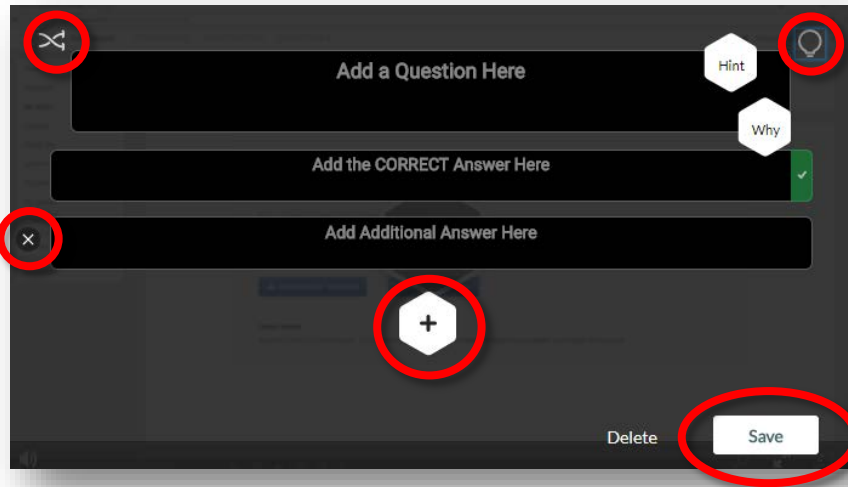 Add a Question Here
Hint
Why
Add the CORRECT Answer Here
Add Additional Answer Here
+
Delete
Save